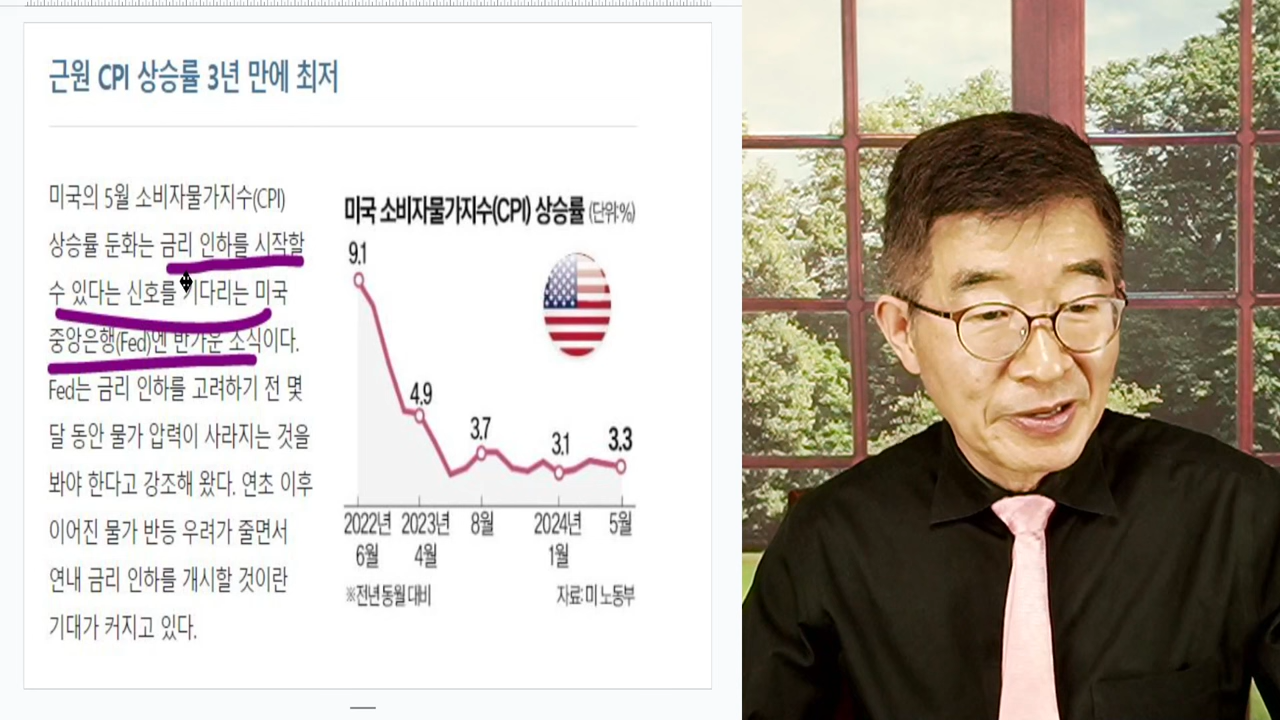 근원 CPI 상승률 3년 만에 최저
미국의 5월 소비자물가지수(CPI)
상승률 둔화는 금리 인하를 시작할
수 있다는 신호를 기다리는 미국
중앙은행(Fed)엔 반가운 소식이다.
Fed는 금리 인하를 고려하기 전 몇
달 동안 물가 압력이 사라지는 것을
봐야 한다고 강조해 왔다. 연초 이후
이어진 물가 반등 우려가 줄면서
연내 금리 인하를 개시할 것이란
기대가 커지고 있다.
미국 소비자물가지수(CPI) 상승률 (단위:%)
9.1
4.9
3.7
3.1
3.3
2022년 2023년 8월 2024년 5월
6월 4월 1월
※전년 동월 대비 자료: 미 노동부